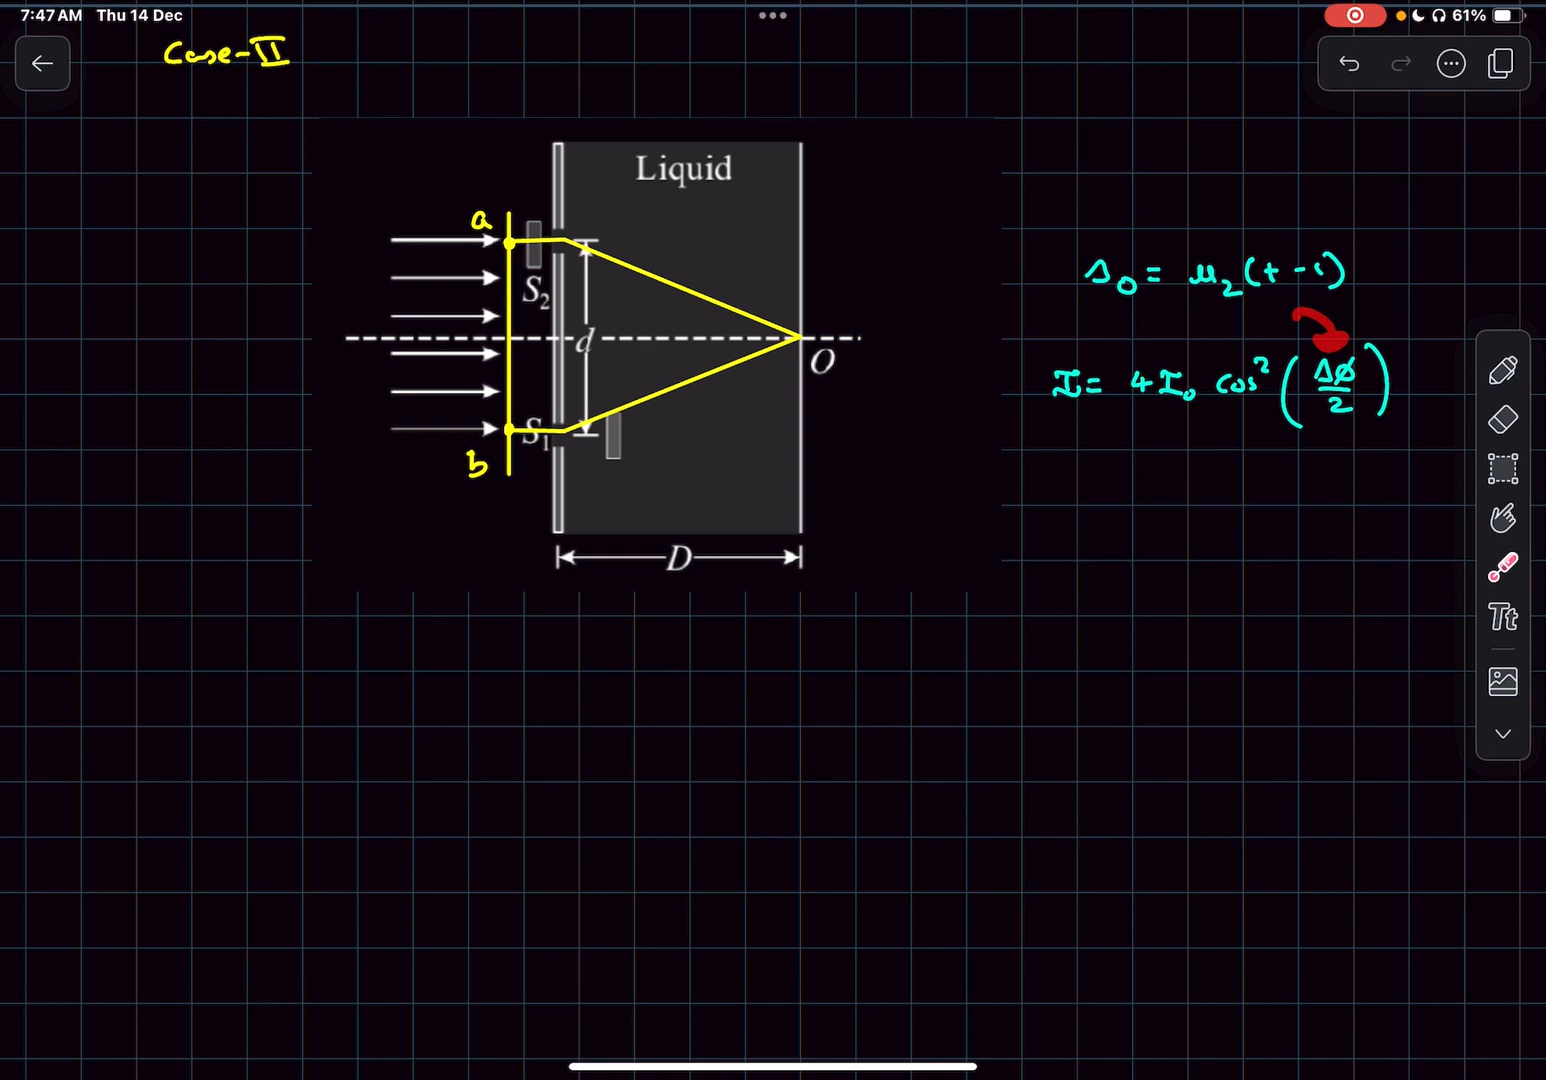 7:47 AM Thu 14 Dec
61%
Case-II
Liquid
a
S₂
d
O
S₁
b
D
Δ₀ = μ₂(t - 1)
I = 4I₀ cos² (Δφ/2)
Tt